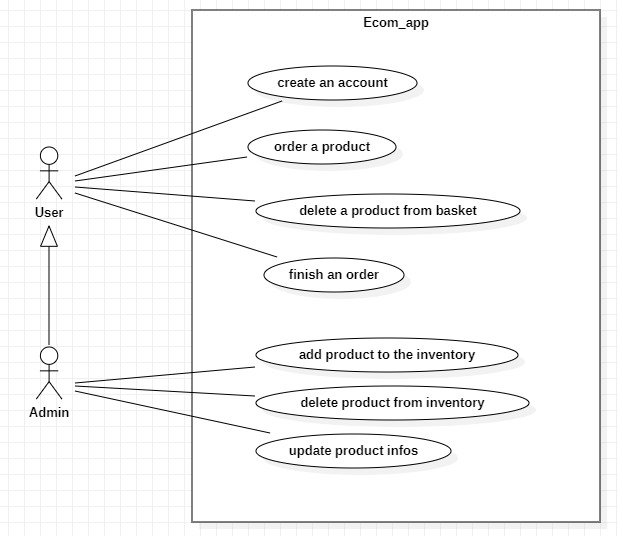 Ecom_app
create an account
order a product
User
delete a product from basket
finish an order
add product to the inventory
Admin
delete product from inventory
update product infos